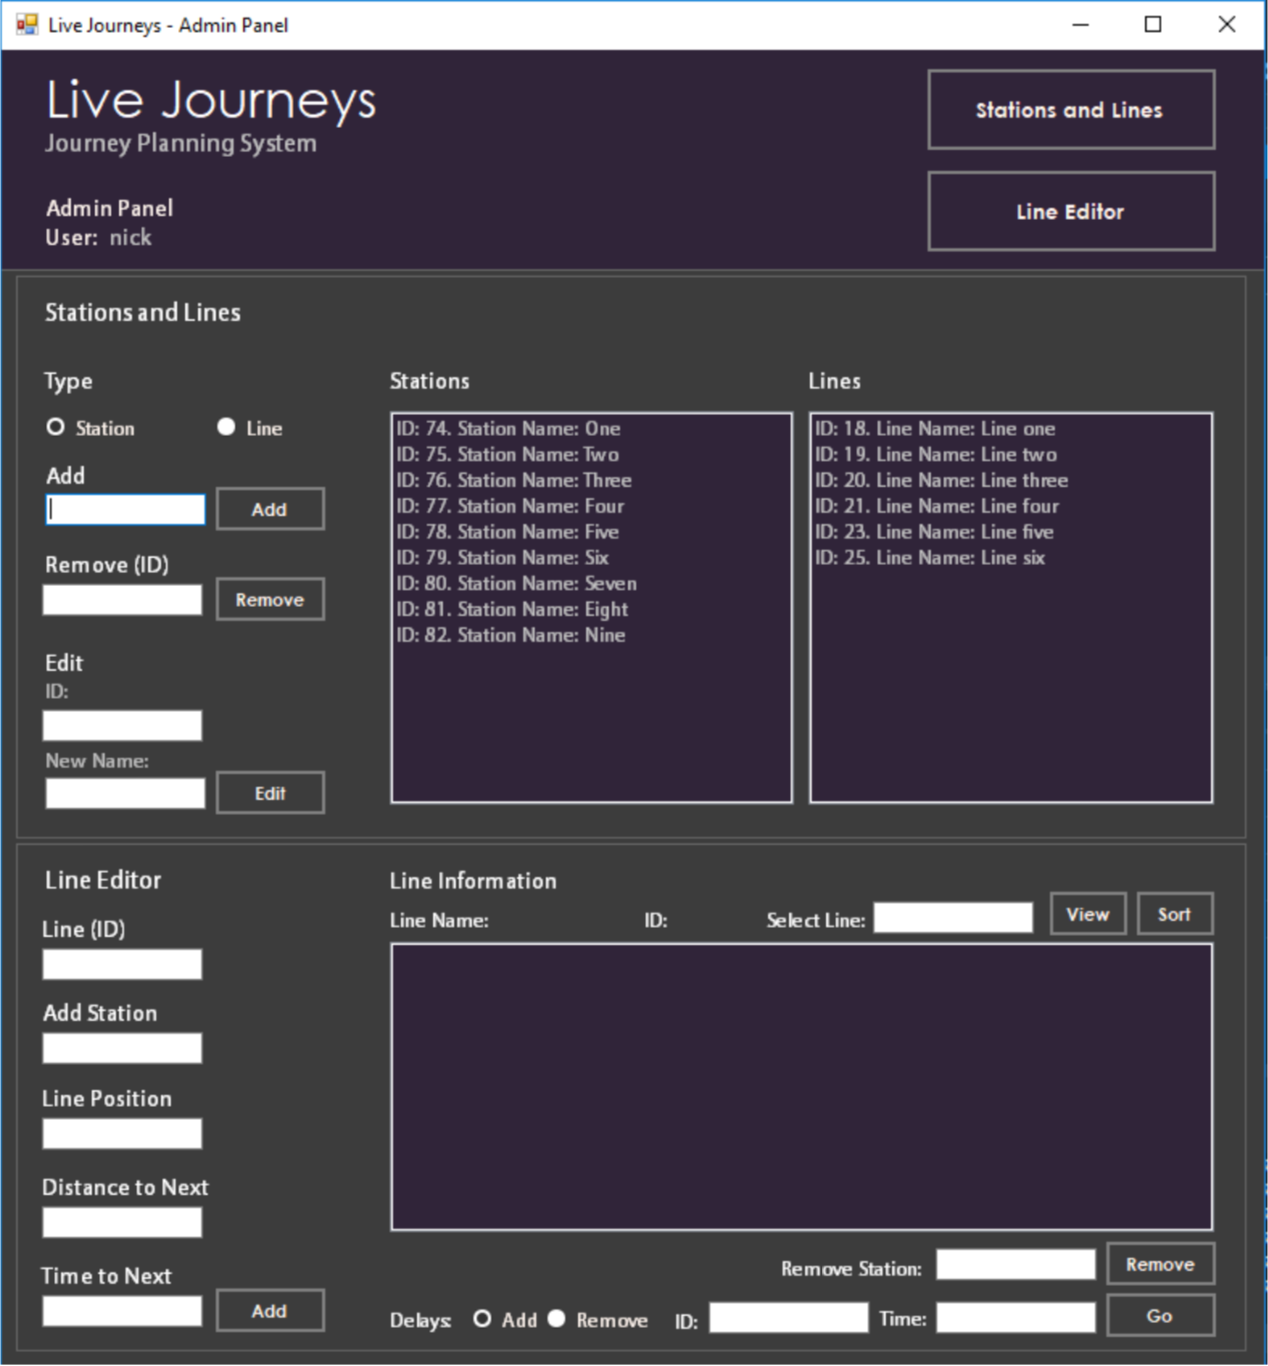 Live Journeys - Admin Panel
Live Journeys
Journey Planning System
Stations and Lines
Line Editor
Admin Panel
User: nick
Stations and Lines
Type
Station
Line
Add
Add
Remove (ID)
Remove
Edit
ID:
New Name:
Edit
Stations
ID: 74. Station Name: One
ID: 75. Station Name: Two
ID: 76. Station Name: Three
ID: 77. Station Name: Four
ID: 78. Station Name: Five
ID: 79. Station Name: Six
ID: 80. Station Name: Seven
ID: 81. Station Name: Eight
ID: 82. Station Name: Nine
Lines
ID: 18. Line Name: Line one
ID: 19. Line Name: Line two
ID: 20. Line Name: Line three
ID: 21. Line Name: Line four
ID: 23. Line Name: Line five
ID: 25. Line Name: Line six
Line Editor
Line (ID)
Add Station
Line Position
Distance to Next
Time to Next
Add
Line Information
Line Name: ID: Select Line: View Sort
Remove Station: Remove
Delays: Add Remove ID: Time: Go